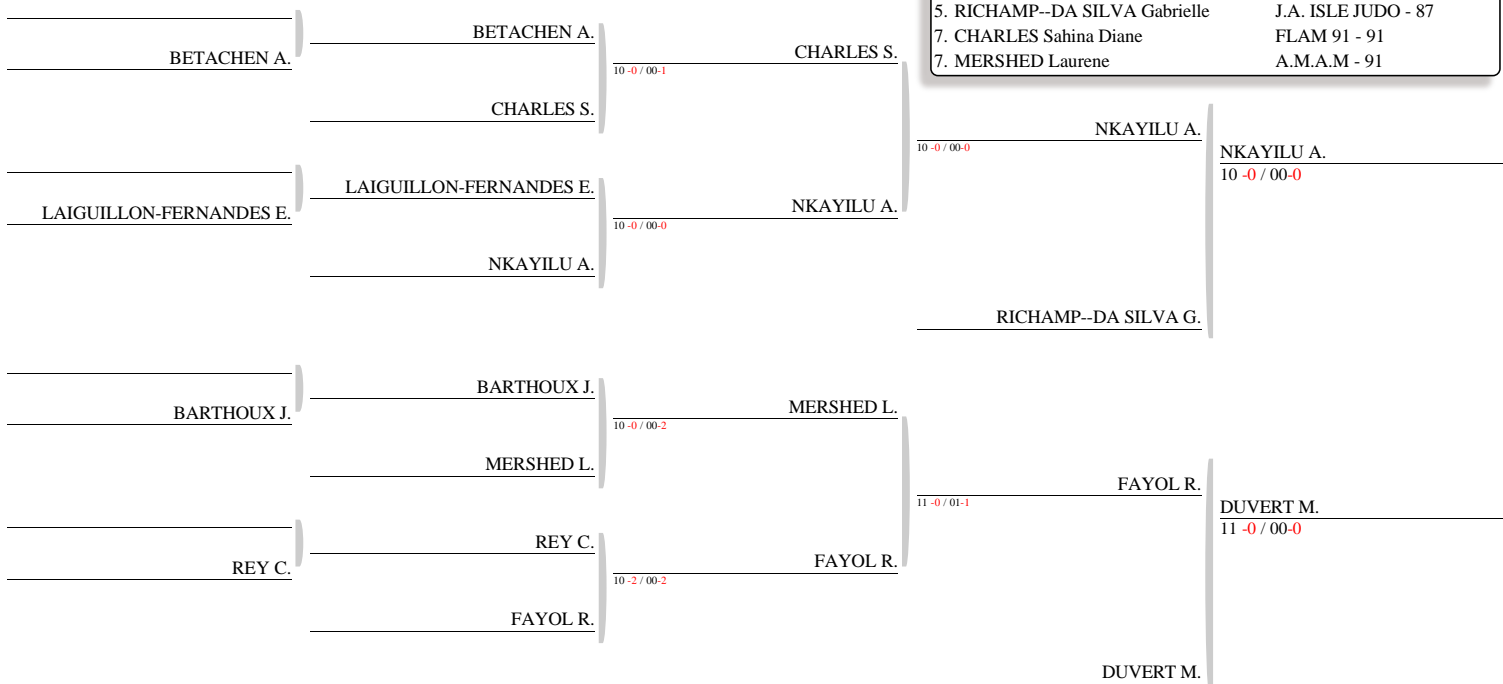 5. RICHAMP--DA SILVA Gabrielle J.A. ISLE JUDO - 87
7. CHARLES Sahina Diane FLAM 91 - 91
7. MERSHED Laurene A.M.A.M - 91
BETACHEN A.
BETACHEN A.
CHARLES S.
10 -0 / 00-1
CHARLES S.
NKAYILU A.
10 -0 / 00-0
NKAYILU A.
10 -0 / 00-0
LAIGUILLON-FERNANDES E.
LAIGUILLON-FERNANDES E.
NKAYILU A.
10 -0 / 00-0
NKAYILU A.
RICHAMP--DA SILVA G.
BARTHOUX J.
BARTHOUX J.
MERSHED L.
10 -0 / 00-2
MERSHED L.
FAYOL R.
11 -0 / 01-1
DUVERT M.
11 -0 / 00-0
REY C.
REY C.
FAYOL R.
10 -2 / 00-2
FAYOL R.
DUVERT M.